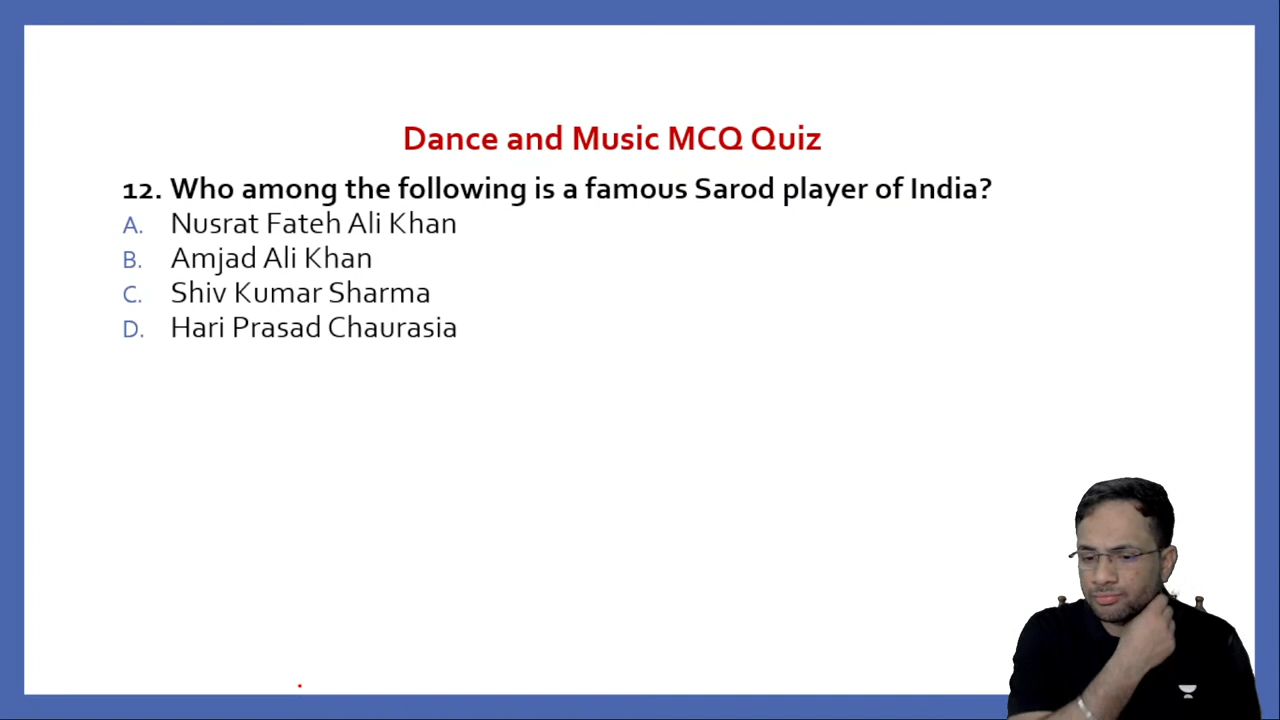 Dance and Music MCQ Quiz
12. Who among the following is a famous Sarod player of India?
A. Nusrat Fateh Ali Khan
B. Amjad Ali Khan
C. Shiv Kumar Sharma
D. Hari Prasad Chaurasia